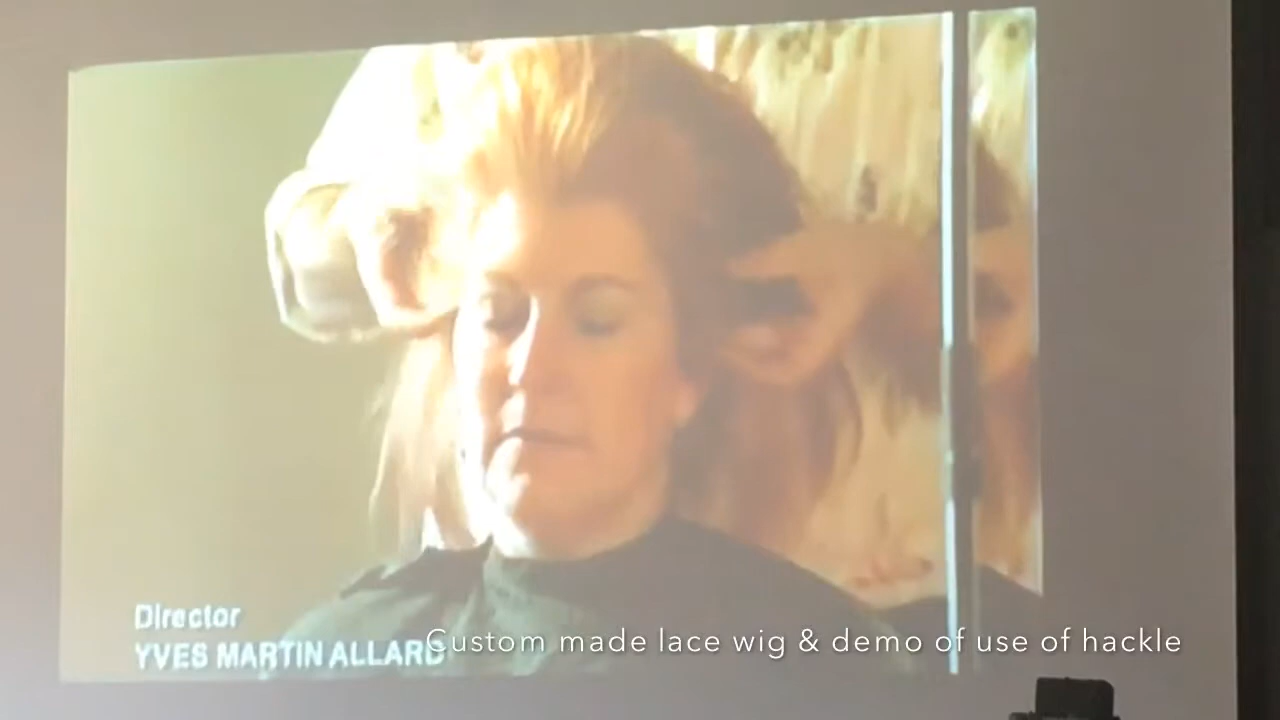 Director
YVES MARTIN ALLARD
Custom made lace wig & demo of use of hackle